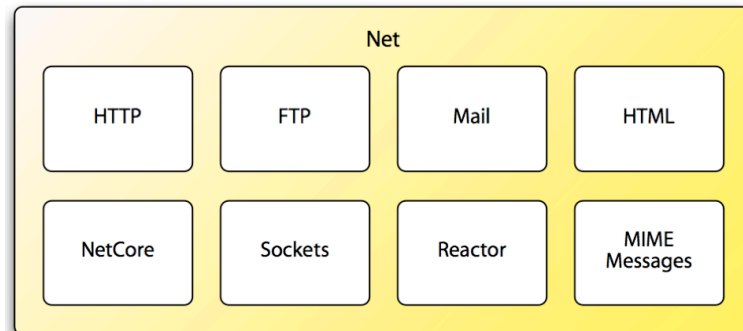 Net
HTTP
FTP
Mail
HTML
NetCore
Sockets
Reactor
MIME
Messages